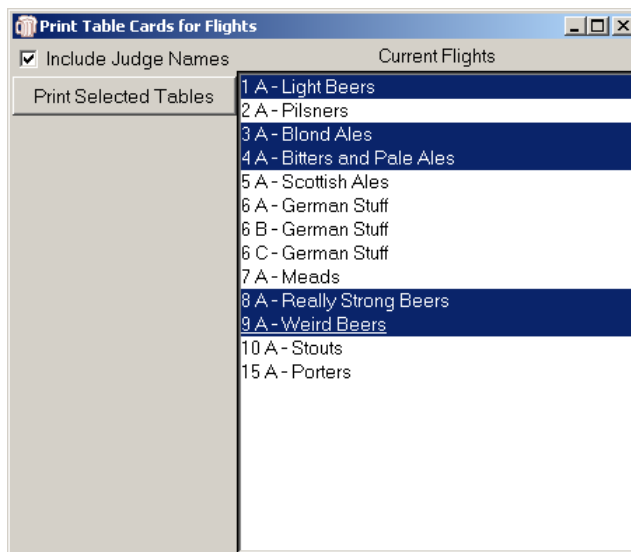 Print Table Cards for Flights
Include Judge Names
Current Flights
Print Selected Tables
1 A - Light Beers
2 A - Pilsners
3 A - Blond Ales
4 A - Bitters and Pale Ales
5 A - Scottish Ales
6 A - German Stuff
6 B - German Stuff
6 C - German Stuff
7 A - Meads
8 A - Really Strong Beers
9 A - Weird Beers
10 A - Stouts
15 A - Porters